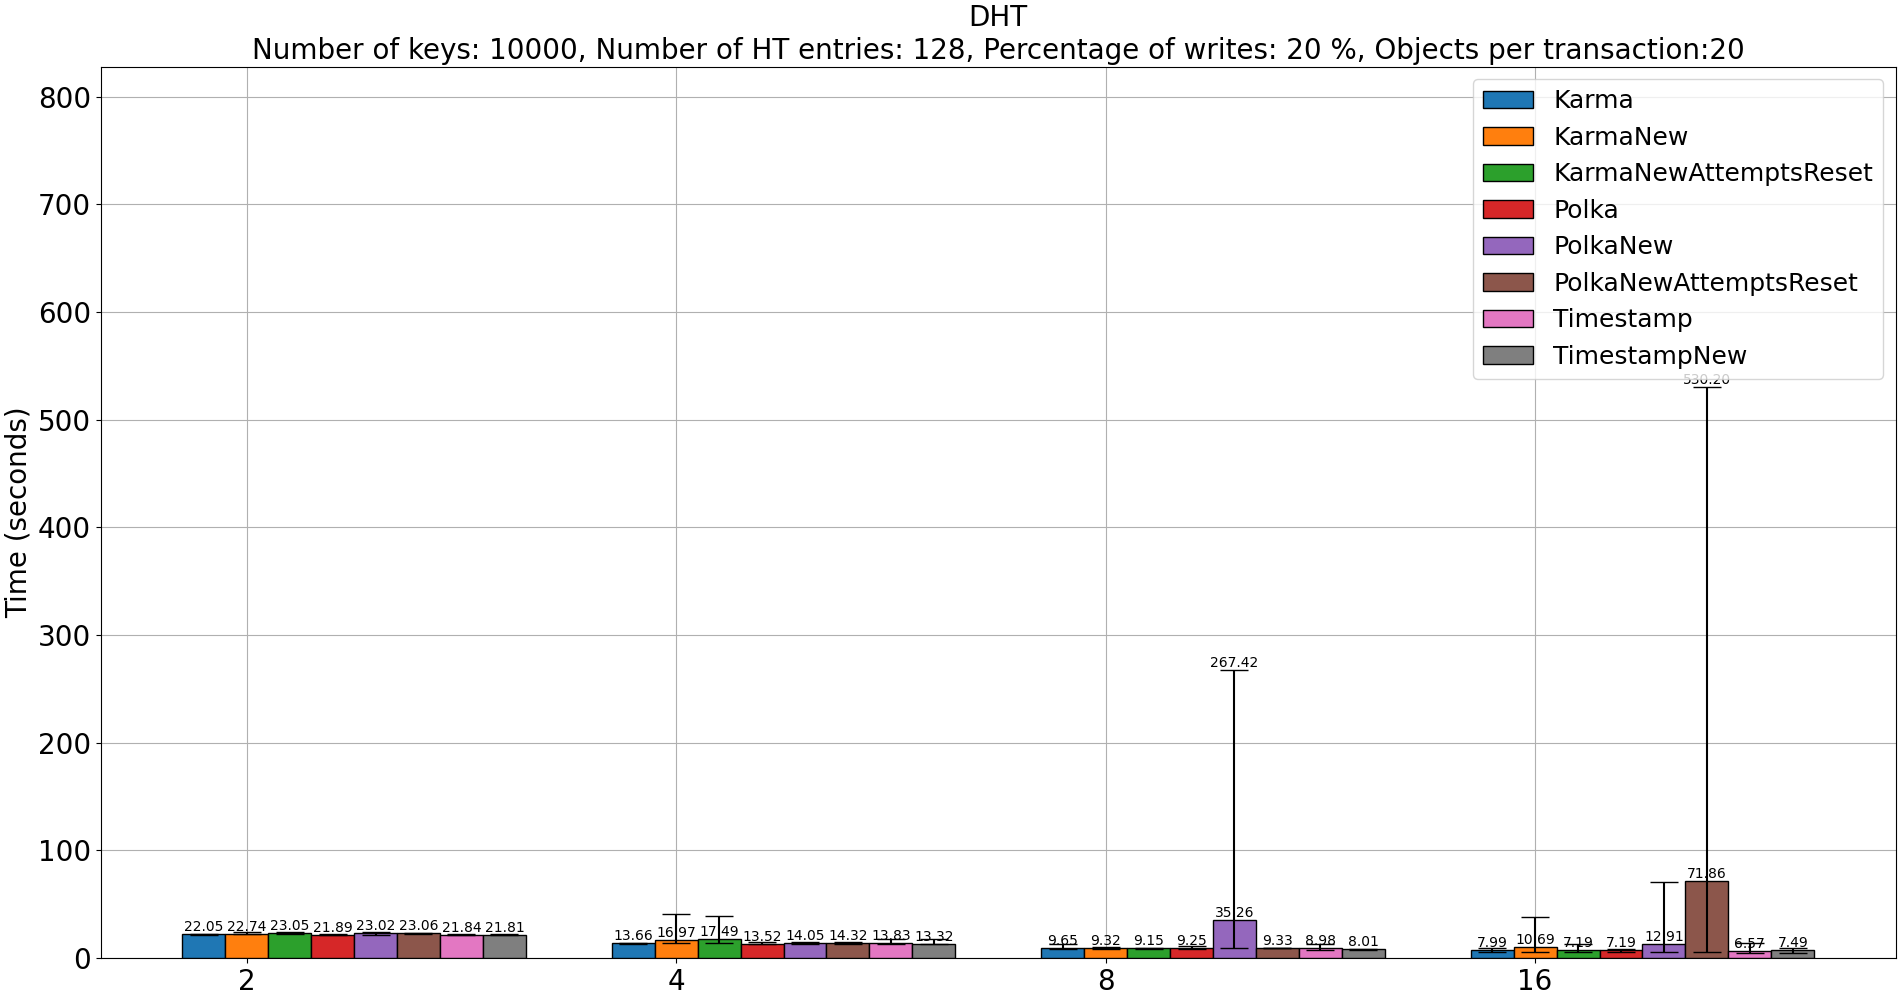 DHT
Number of keys: 10000, Number of HT entries: 128, Percentage of writes: 20 %, Objects per transaction:20
800
700
600
500
400
300
200
100
0
Time (seconds)
Karma
KarmaNew
KarmaNewAttemptsReset
Polka
PolkaNew
PolkaNewAttemptsReset
Timestamp
TimestampNew
530.20
267.42
71.86
35.26
22.05 22.74 23.05 21.89 23.02 23.06 21.84 21.81
13.66 16.97 17.49 13.52 14.05 14.32 13.83 13.32
9.65 9.32 9.15 9.25 9.33 8.98 8.01
7.99 10.69 7.19 7.19 12.91 6.57 7.49
2 4 8 16